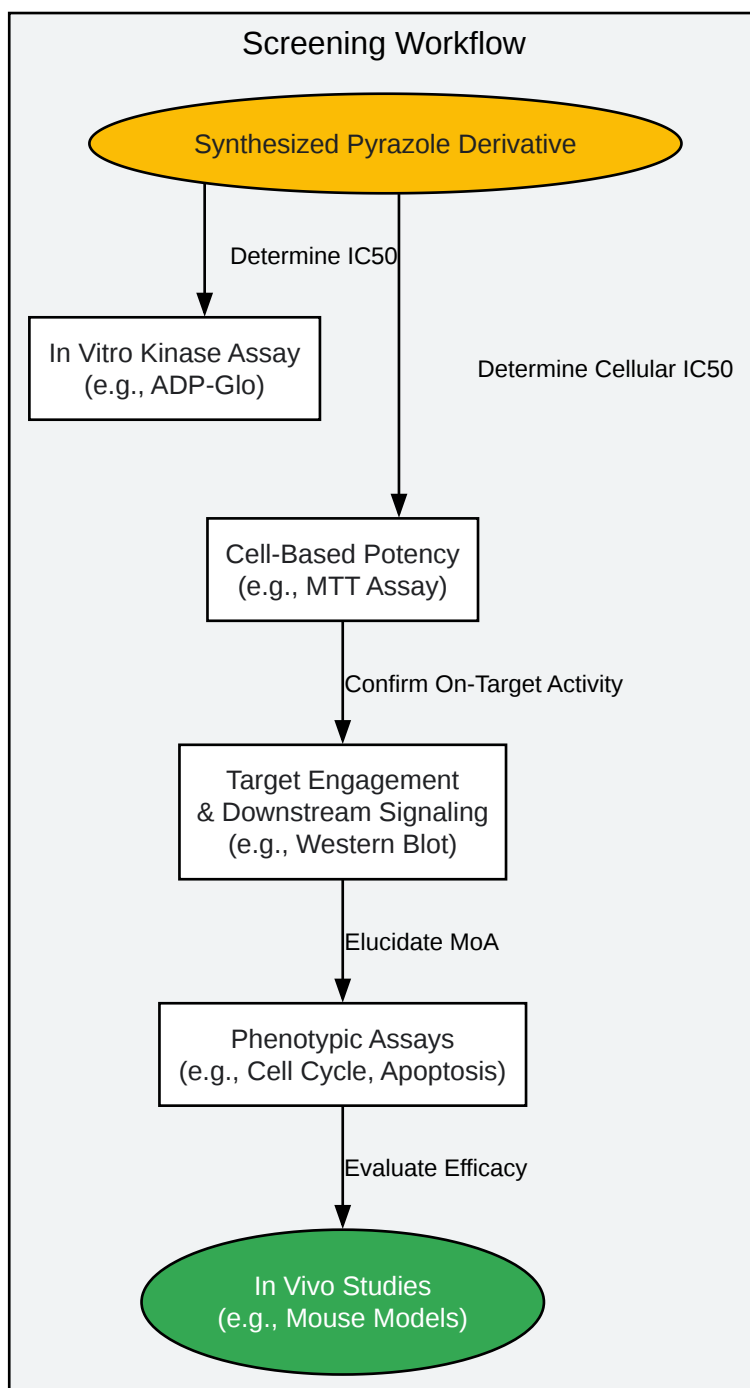 Screening Workflow
Synthesized Pyrazole Derivative
Determine IC50
In Vitro Kinase Assay
(e.g., ADP-Glo)
Determine Cellular IC50
Cell-Based Potency
(e.g., MTT Assay)
Confirm On-Target Activity
Target Engagement
& Downstream Signaling
(e.g., Western Blot)
Elucidate MoA
Phenotypic Assays
(e.g., Cell Cycle, Apoptosis)
Evaluate Efficacy
In Vivo Studies
(e.g., Mouse Models)